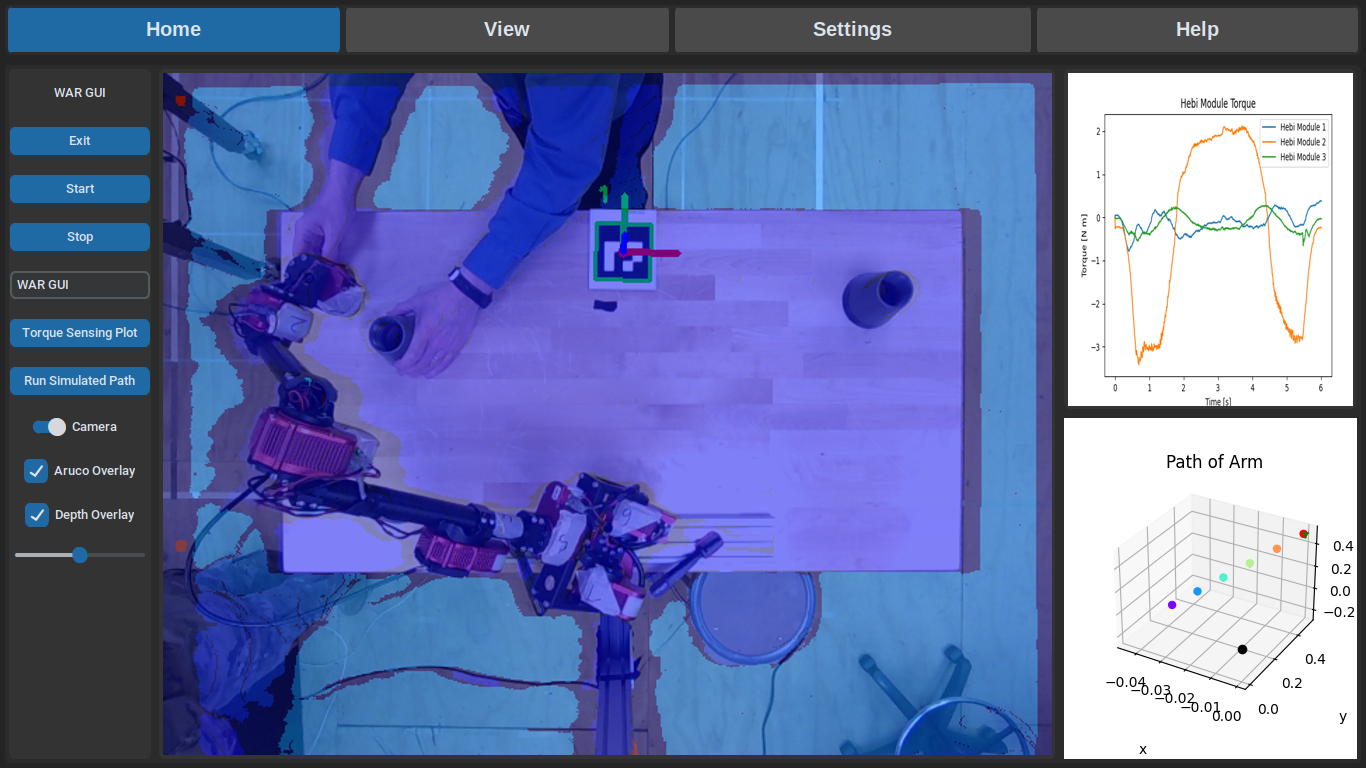 Home
View
Settings
Help
WAR GUI
Exit
Start
Stop
WAR GUI
Torque Sensing Plot
Run Simulated Path
Camera
Aruco Overlay
Depth Overlay
Hebi Module Torque
Hebi Module 1
Hebi Module 2
Hebi Module 3
2
1
0
−1
−2
−3
Torque [N m]
0 1 2 3 4 5 6
Time [s]
Path of Arm
0.4
0.2
0.0
−0.2
−0.04
−0.03
−0.02
−0.01
0.00
0.0
0.2
0.4
x
y